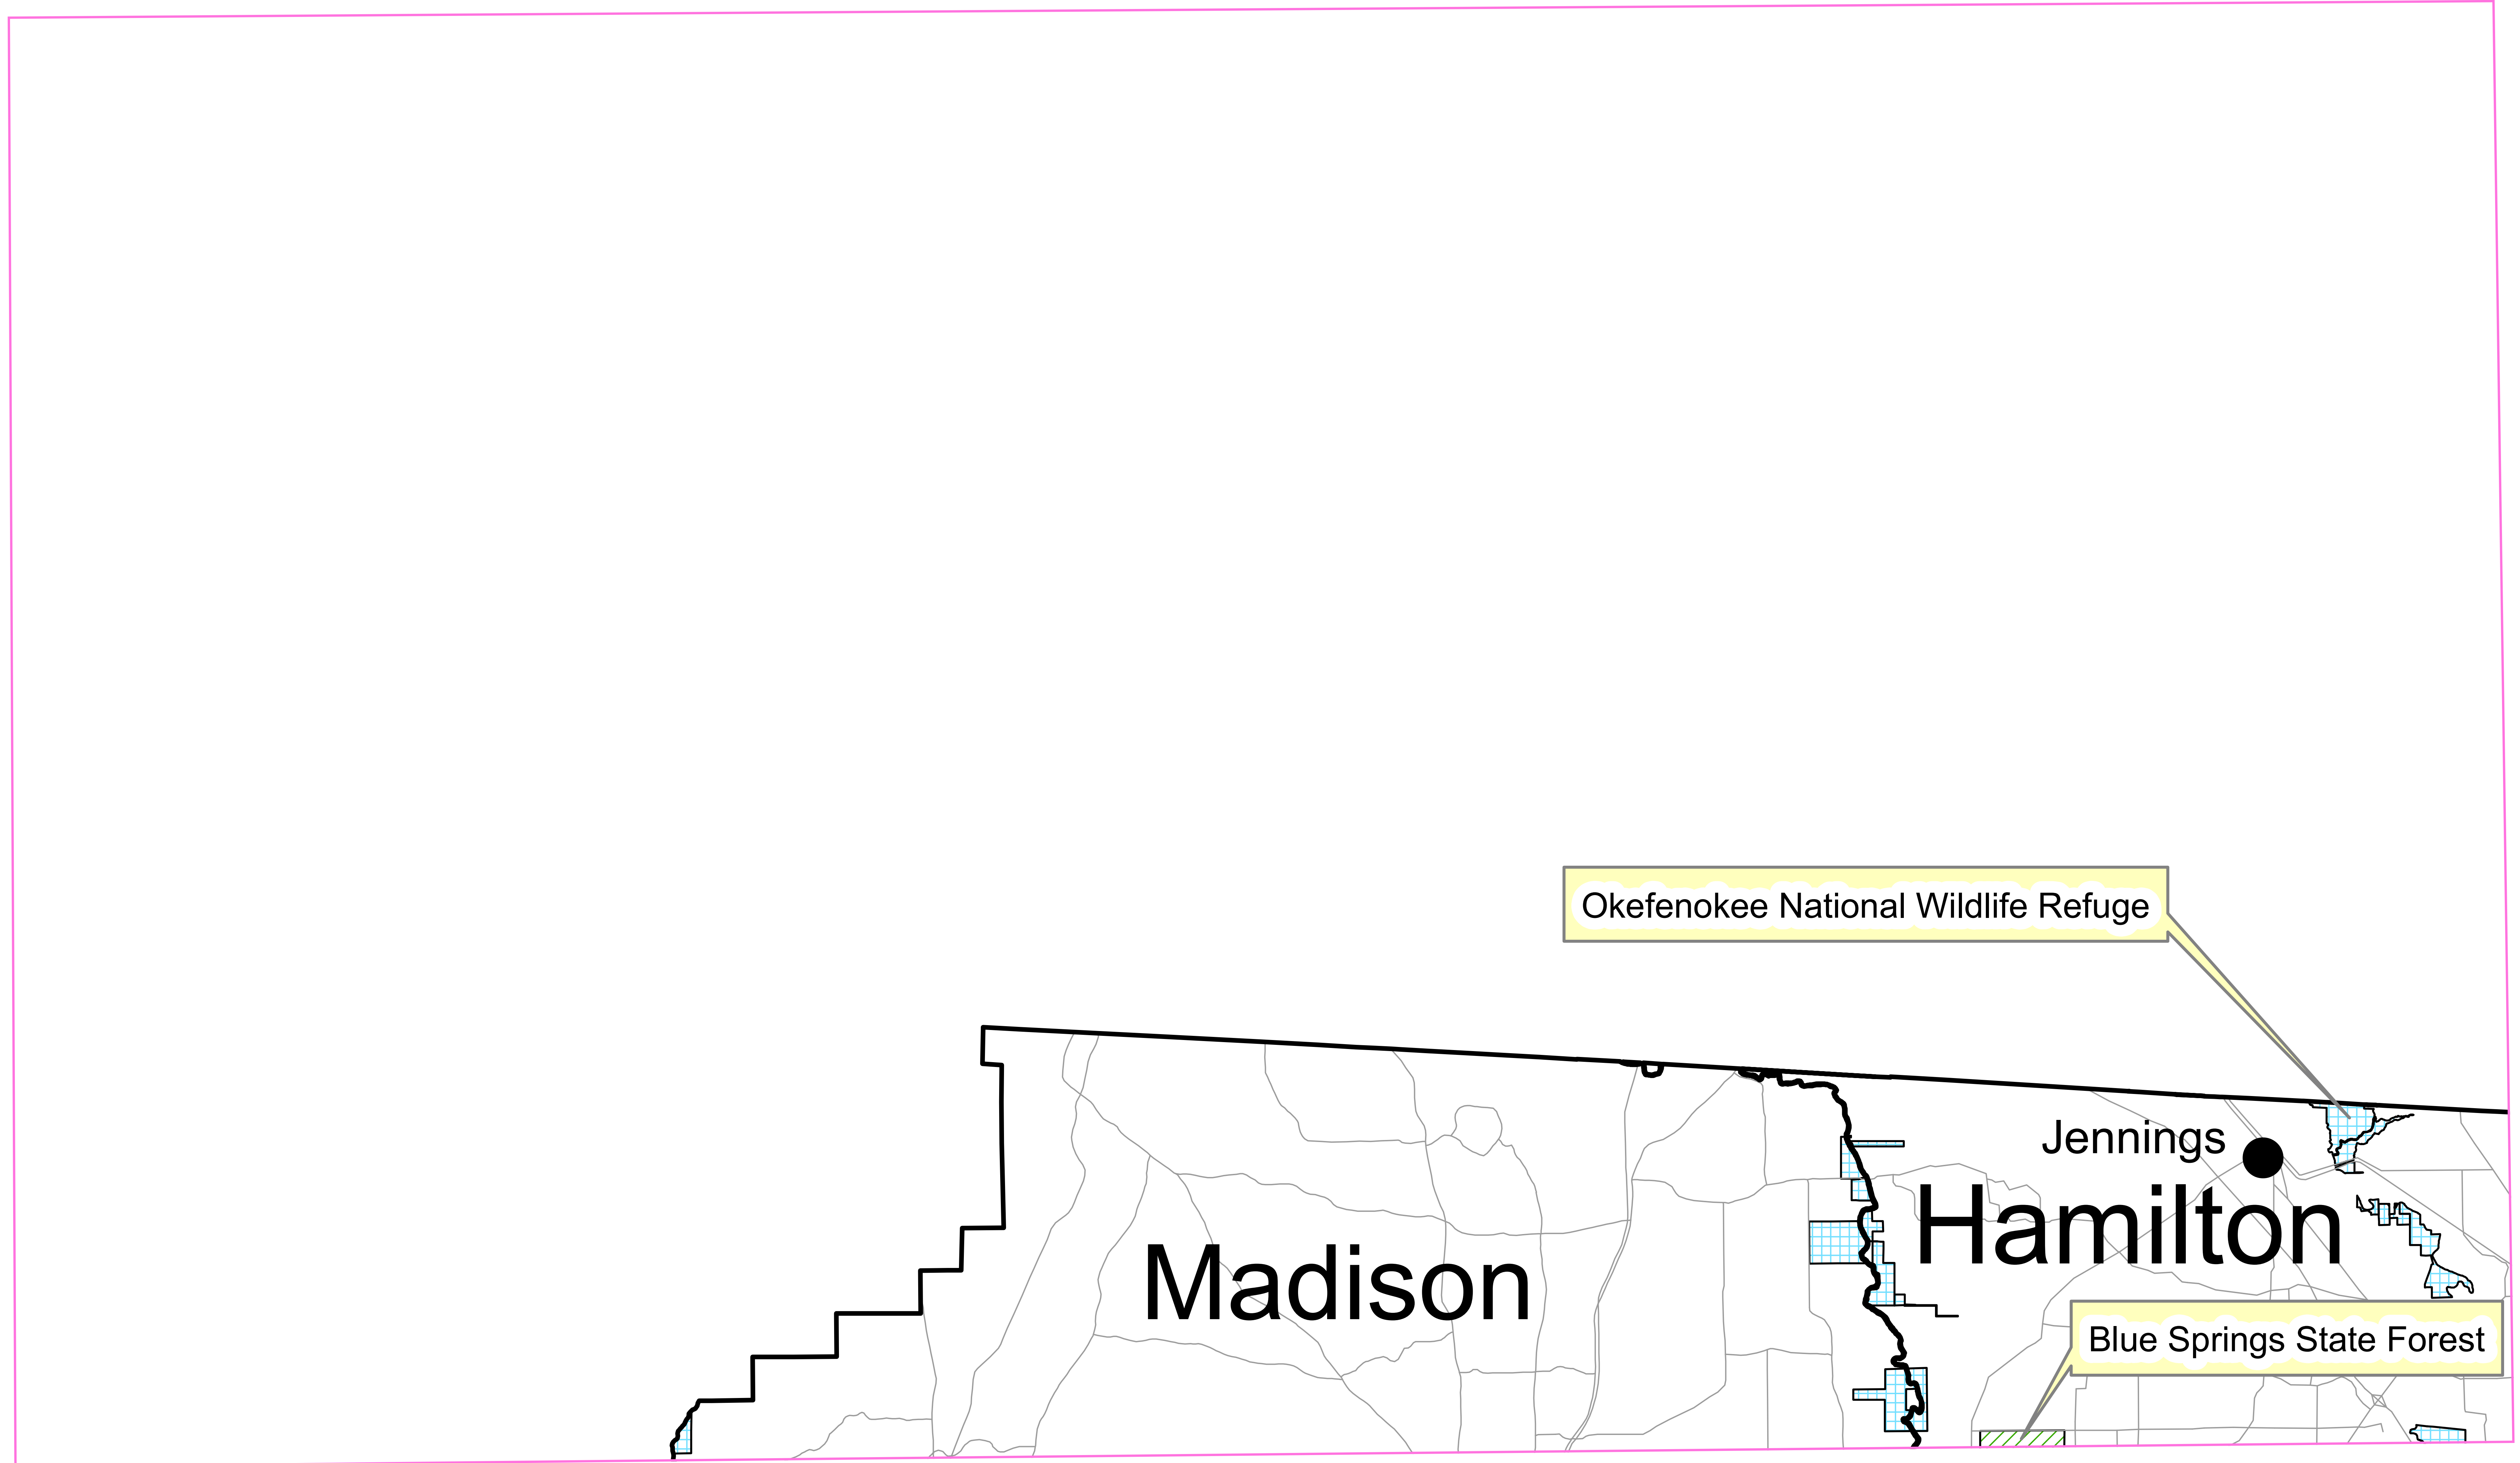 Okefenokee National Wildlife Refuge
Jennings
Hamilton
Madison
Blue Springs State Forest